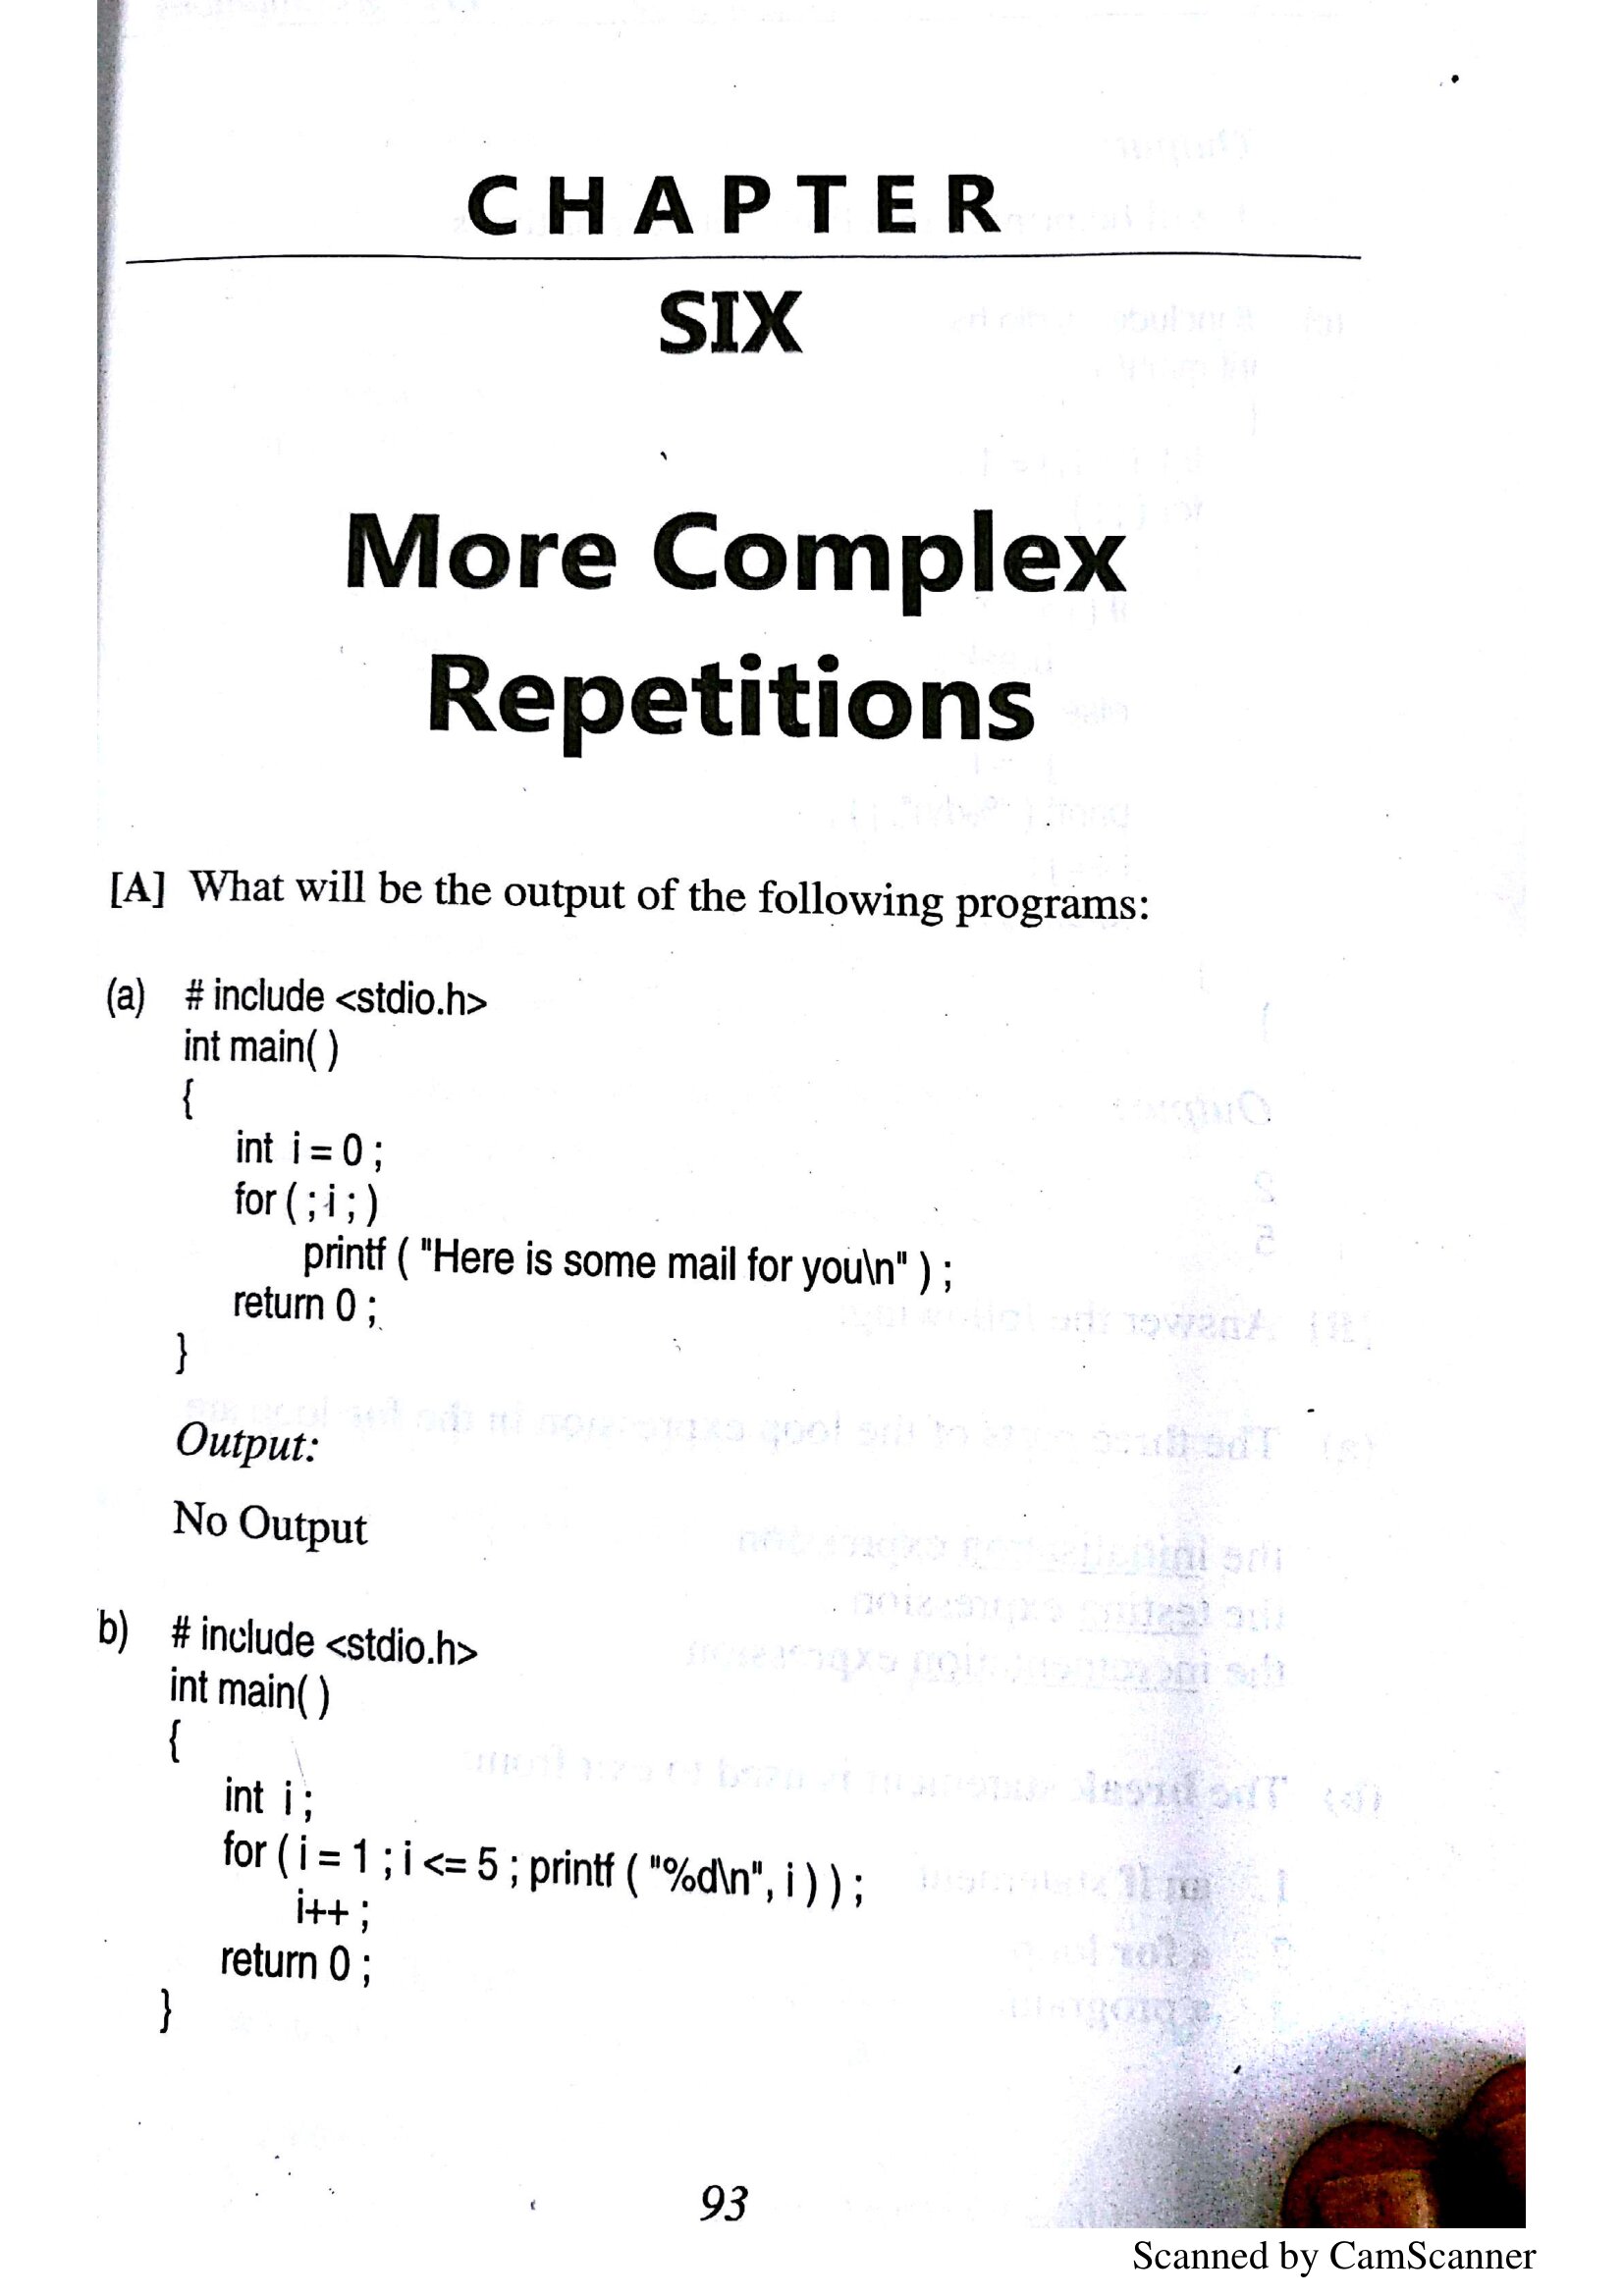 CHAPTER
SIX
More Complex
Repetitions
[A] What will be the output of the following programs:
(a) # include <stdio.h>
int main( )
{
int i = 0 ;
for ( ; i ; )
printf ( "Here is some mail for you\n" ) ;
return 0 ;
}
Output:
No Output
b) # include <stdio.h>
int main( )
{
int i ;
for ( i = 1 ; i <= 5 ; printf ( "%d\n", i ) ) ;
i++ ;
return 0 ;
}
93
Scanned by CamScanner